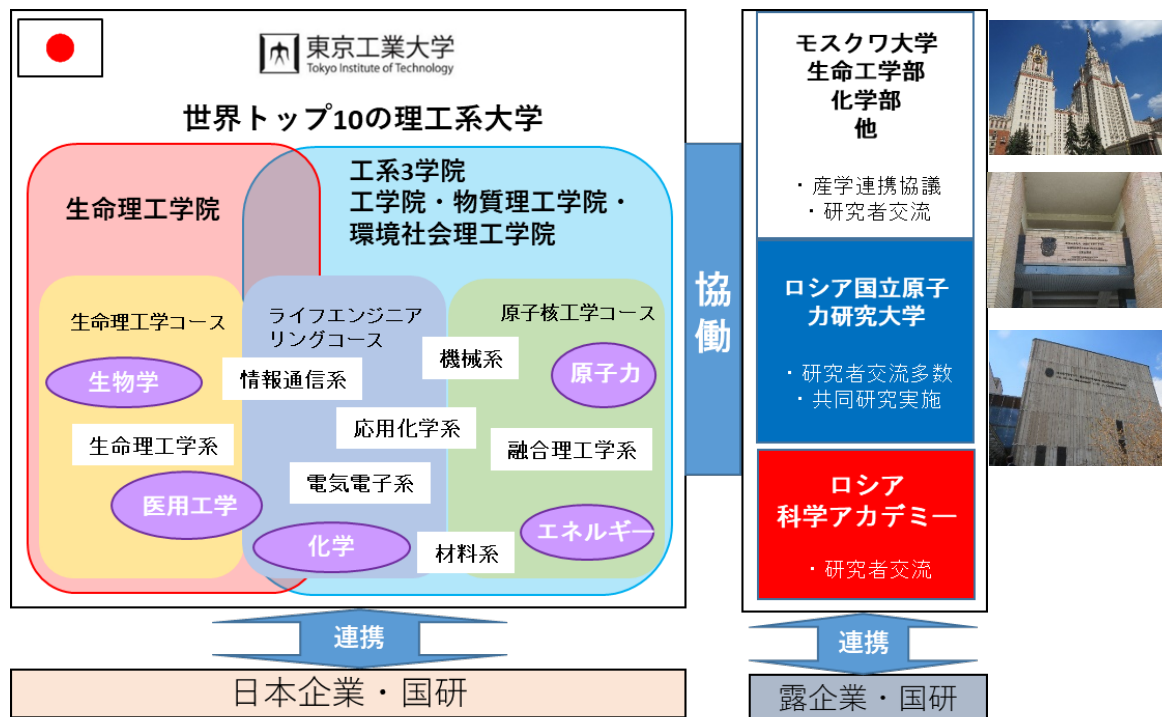 東京工業大学
Tokyo Institute of Technology
世界トップ10の理工系大学
生命理工学院
工系3学院
工学院・物質理工学院・
環境社会理工学院
生命理工学コース
ライフエンジニア
リングコース
原子核工学コース
機械系
生物学
情報通信系
原子力
応用化学系
生命理工学系
融合理工学系
電気電子系
医用工学
エネルギー
化学
材料系
協
働
モスクワ大学
生命工学部
化学部
他
・産学連携協議
・研究者交流
ロシア国立原子
力研究大学
・研究者交流多数
・共同研究実施
ロシア
科学アカデミー
・研究者交流
連携
連携
日本企業・国研
露企業・国研